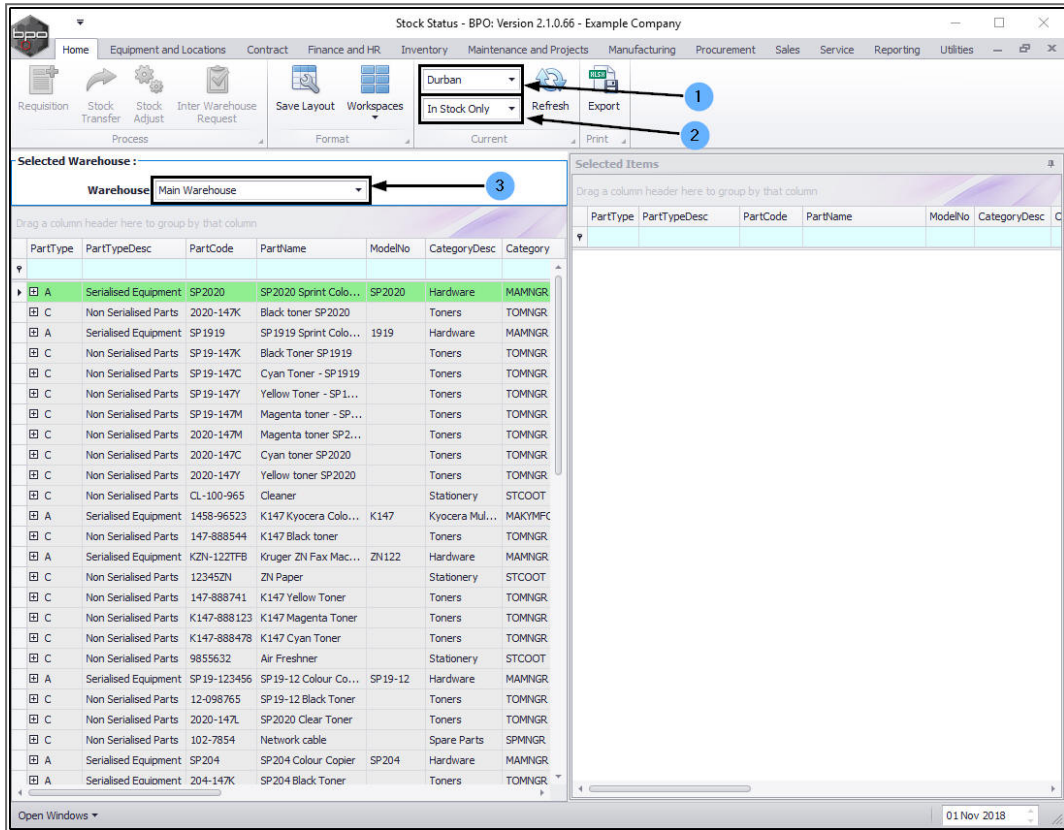 bpo
Stock Status - BPO: Version 2.1.0.66 - Example Company
Home Equipment and Locations Contract Finance and HR Inventory Maintenance and Projects Manufacturing Procurement Sales Service Reporting Utilities
Requisition Stock Transfer Stock Adjust Inter Warehouse Request Save Layout Workspaces Durban In Stock Only Refresh XLSX Export
Process Format Current Print
1
2
Selected Warehouse :
Warehouse Main Warehouse
3
Drag a column header here to group by that column
PartType PartTypeDesc PartCode PartName ModelNo CategoryDesc Category
A Serialised Equipment SP2020 SP2020 Sprint Colo... SP2020 Hardware MAMNGR
C Non Serialised Parts 2020-147K Black toner SP2020 Toners TOMNGR
A Serialised Equipment SP1919 SP1919 Sprint Colo... 1919 Hardware MAMNGR
C Non Serialised Parts SP19-147K Black Toner SP1919 Toners TOMNGR
C Non Serialised Parts SP19-147C Cyan Toner - SP1919 Toners TOMNGR
C Non Serialised Parts SP19-147Y Yellow Toner - SP1... Toners TOMNGR
C Non Serialised Parts SP19-147M Magenta toner - SP... Toners TOMNGR
C Non Serialised Parts 2020-147M Magenta toner SP2... Toners TOMNGR
C Non Serialised Parts 2020-147C Cyan toner SP2020 Toners TOMNGR
C Non Serialised Parts 2020-147Y Yellow toner SP2020 Toners TOMNGR
C Non Serialised Parts CL-100-965 Cleaner Stationery STCOOT
A Serialised Equipment 1458-96523 K147 Kyocera Colo... K147 Kyocera Mul... MAKYMFC
C Non Serialised Parts 147-888544 K147 Black toner Toners TOMNGR
A Serialised Equipment KZN-122TFB Kruger ZN Fax Mac... ZN122 Hardware MAMNGR
C Non Serialised Parts 12345ZN ZN Paper Stationery STCOOT
C Non Serialised Parts 147-888741 K147 Yellow Toner Toners TOMNGR
C Non Serialised Parts K147-888123 K147 Magenta Toner Toners TOMNGR
C Non Serialised Parts K147-888478 K147 Cyan Toner Toners TOMNGR
C Non Serialised Parts 9855632 Air Freshner Stationery STCOOT
A Serialised Equipment SP19-123456 SP19-12 Colour Co... SP19-12 Hardware MAMNGR
C Non Serialised Parts 12-098765 SP19-12 Black Toner Toners TOMNGR
C Non Serialised Parts 2020-147L SP2020 Clear Toner Toners TOMNGR
C Non Serialised Parts 102-7854 Network cable Spare Parts SPMNGR
A Serialised Equipment SP204 SP204 Colour Copier SP204 Hardware MAMNGR
A Serialised Equipment 204-147K SP204 Black Toner Toners TOMNGR
Selected Items
Drag a column header here to group by that column
PartType PartTypeDesc PartCode PartName ModelNo CategoryDesc C
Open Windows 01 Nov 2018